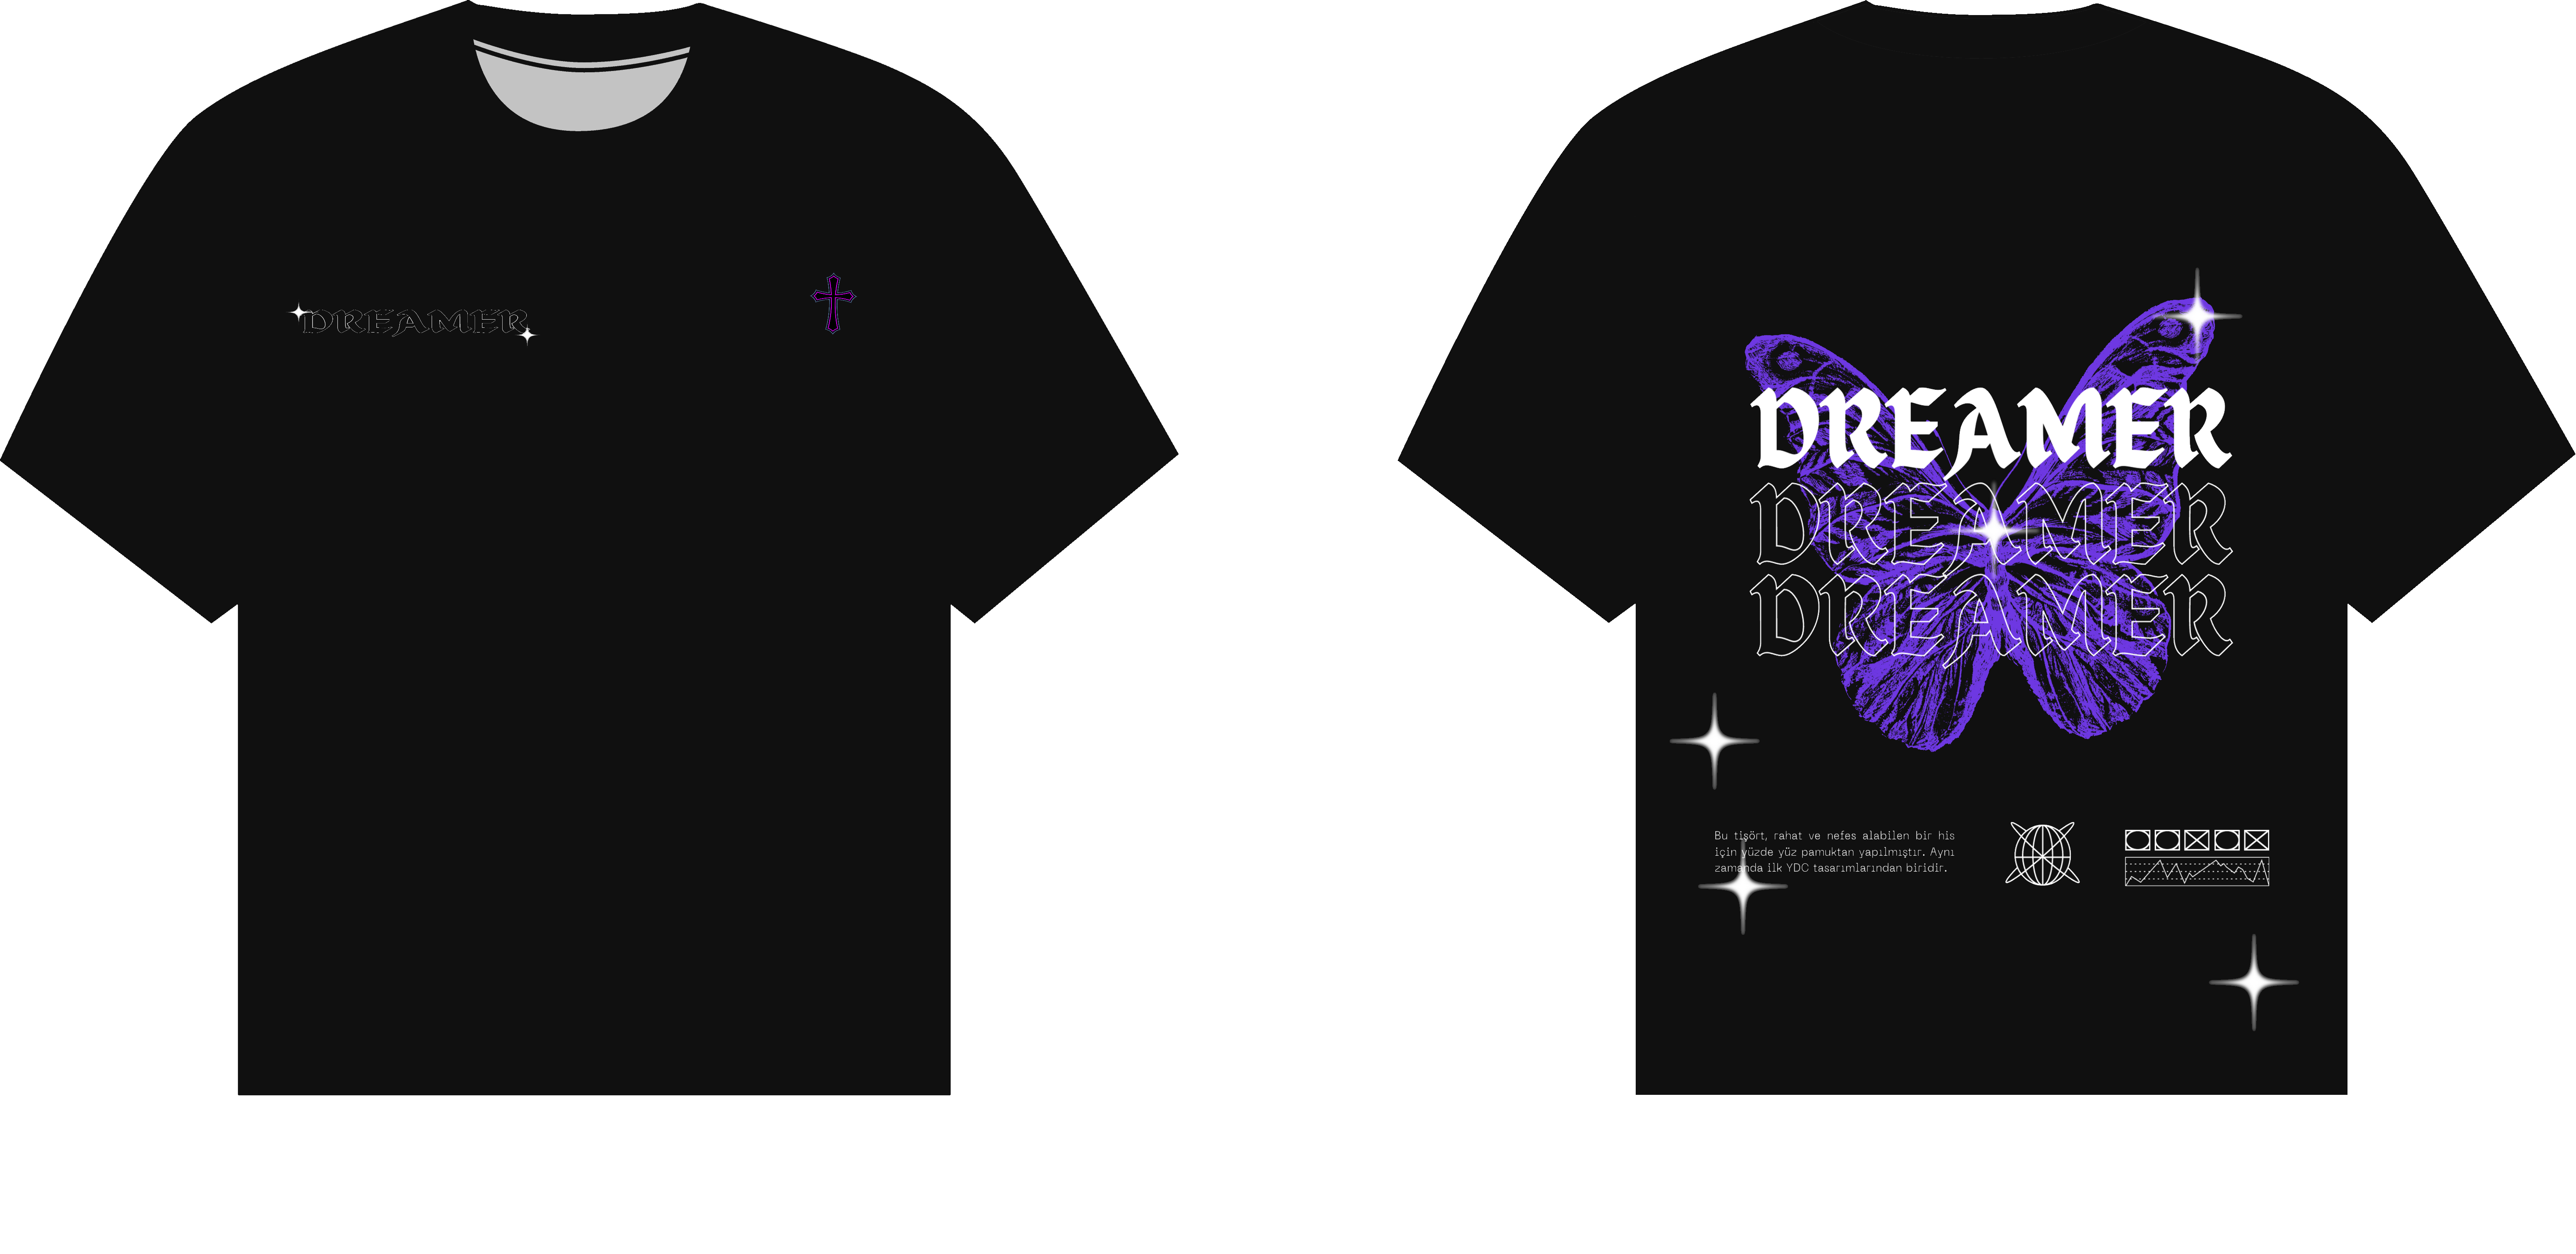 DREAMER
DREAMER
DREAMER
DREAMER
Bu tişört, rahat ve nefes alabilen bir his
için yüzde yüz pamuktan yapılmıştır. Aynı
zamanda ilk YDC tasarımlarından biridir.